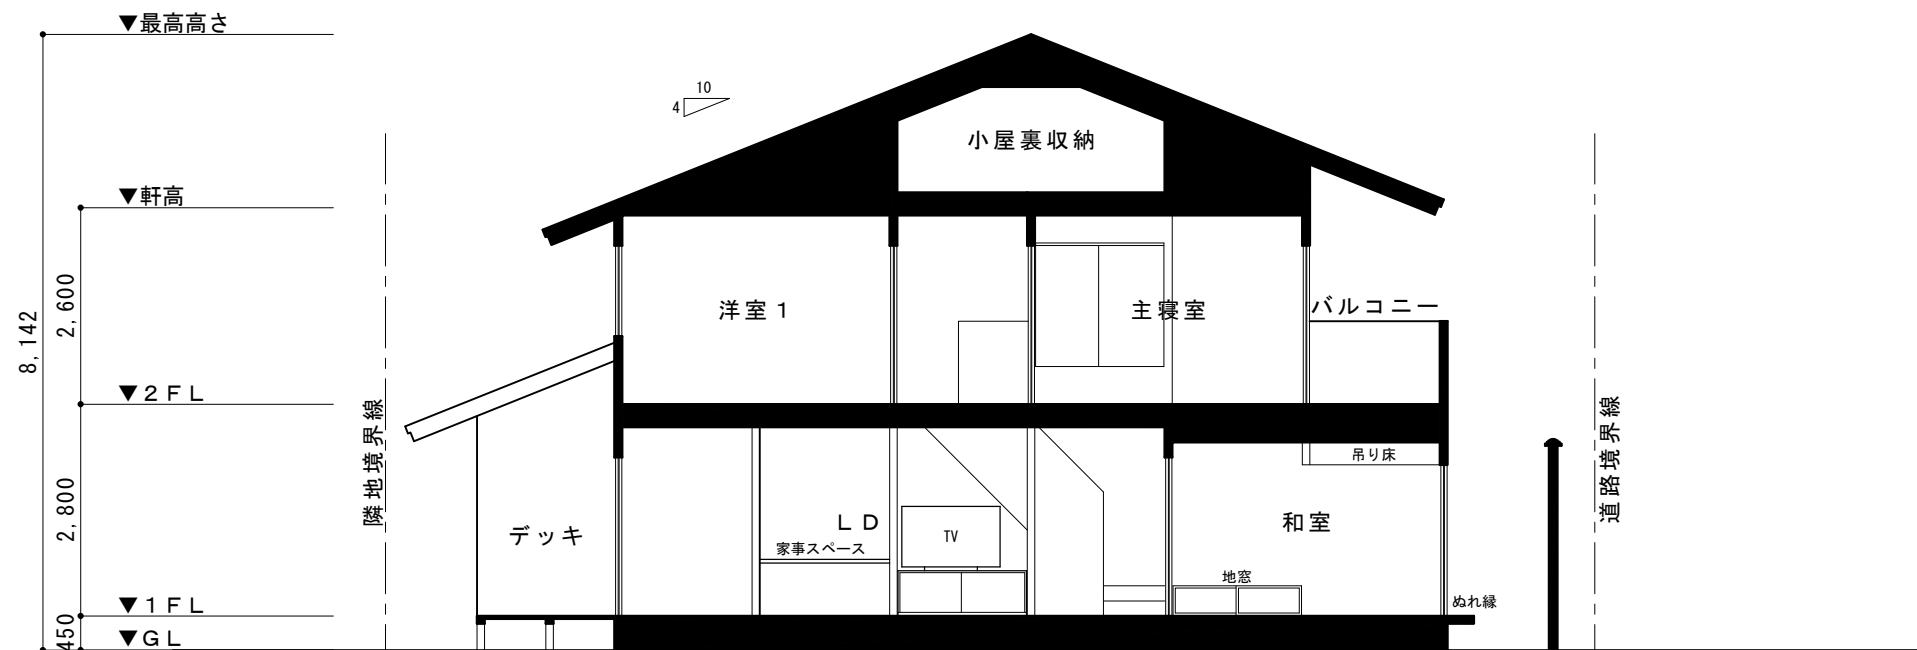 ▼最高高さ
10
4
小屋裏収納
▼軒高
2,600
8,142
洋室1
主寝室
バルコニー
▼2FL
隣地境界線
道路境界線
吊り床
2,800
デッキ
LD
家事スペース
TV
和室
地窓
ぬれ縁
▼1FL
450
▼GL